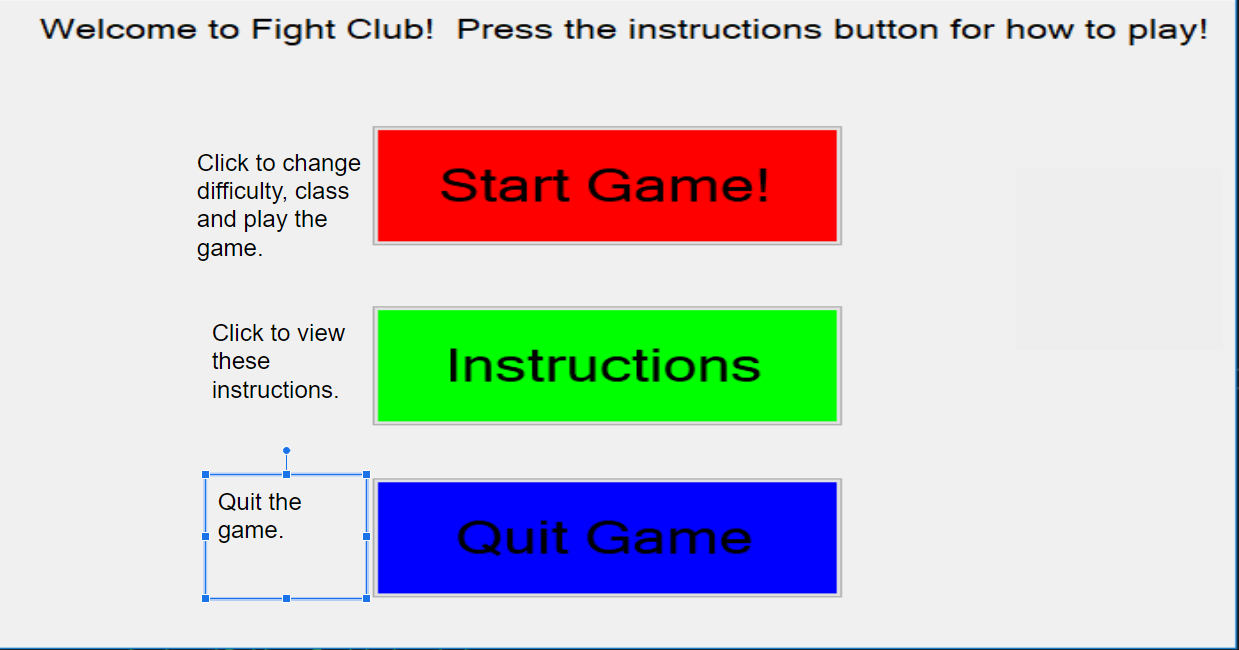 Welcome to Fight Club!  Press the instructions button for how to play!
Click to change
difficulty, class
and play the
game.
Start Game!
Click to view
these
instructions.
Instructions
Quit the
game.
Quit Game